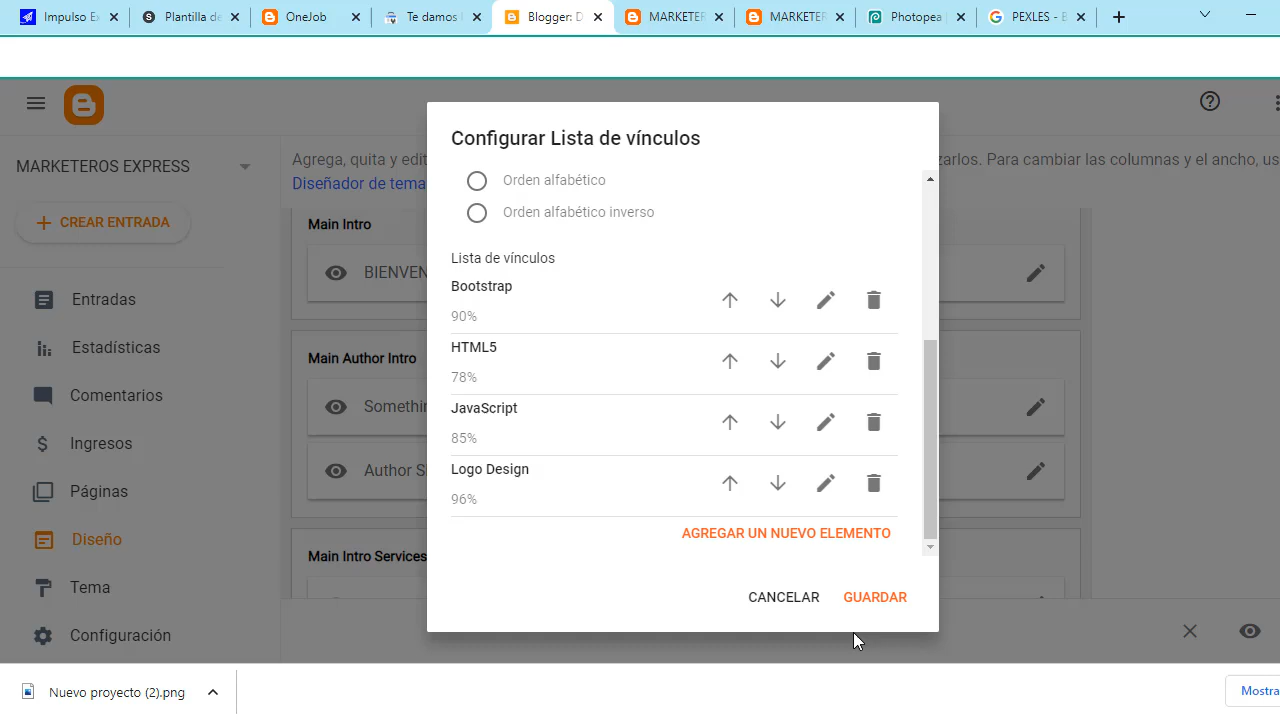 Impulso E
Plantilla de
OneJob
Te damos l
Blogger: D
MARKETER
MARKETER
Photopea
PEXLES - B
MARKETEROS EXPRESS
CREAR ENTRADA
Entradas
Estadísticas
Comentarios
Ingresos
Páginas
Diseño
Tema
Configuración
Agrega, quita y edit
izarlos. Para cambiar las columnas y el ancho, us
Diseñador de tema
Main Intro
BIENVEN
Main Author Intro
Somethin
Author S
Main Intro Services
Configurar Lista de vínculos
Orden alfabético
Orden alfabético inverso
Lista de vínculos
Bootstrap
90%
HTML5
78%
JavaScript
85%
Logo Design
96%
AGREGAR UN NUEVO ELEMENTO
CANCELAR GUARDAR
Nuevo proyecto (2).png
Mostra